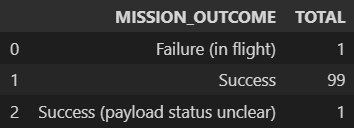 MISSION_OUTCOME TOTAL
0 Failure (in flight) 1
1 Success 99
2 Success (payload status unclear) 1